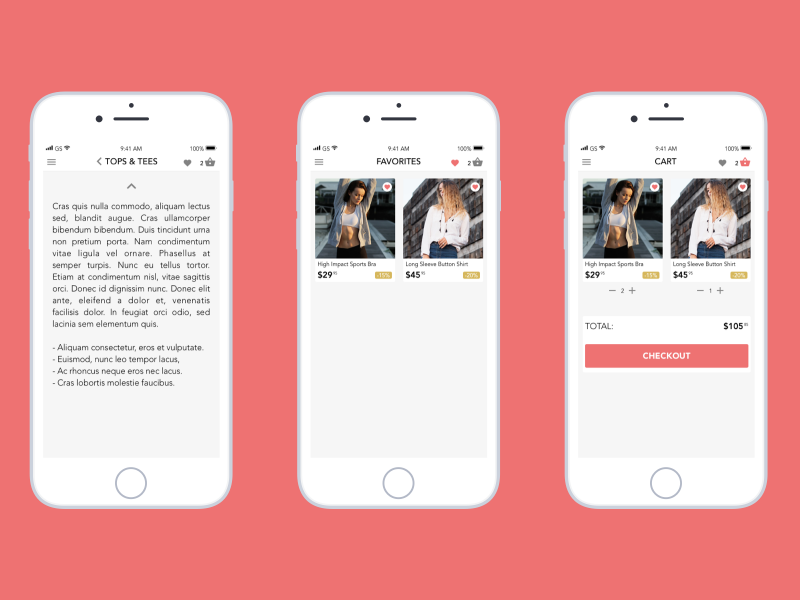 GS 9:41 AM 100%
TOPS & TEES 2
Cras quis nulla commodo, aliquam lectus
sed, blandit augue. Cras ullamcorper
bibendum bibendum. Duis tincidunt urna
non pretium porta. Nam condimentum
vitae ligula vel ornare. Phasellus at
semper turpis. Nunc eu tellus tortor.
Etiam at condimentum nisl, vitae sagittis
orci. Donec id dignissim nunc. Donec elit
ante, eleifend a dolor et, venenatis
facilisis dolor. In feugiat orci odio, sed
lacinia sem elementum quis.
- Aliquam consectetur, eros et vulputate.
- Euismod, nunc leo tempor lacus,
- Ac rhoncus neque eros nec lacus.
- Cras lobortis molestie faucibus.
GS 9:41 AM 100%
FAVORITES 2
High Impact Sports Bra
$29 95 -15%
Long Sleeve Button Shirt
$45 95 -20%
GS 9:41 AM 100%
CART 2
High Impact Sports Bra
$29 95 -15%
— 2 +
Long Sleeve Button Shirt
$45 95 -20%
— 1 +
TOTAL: $105
CHECKOUT